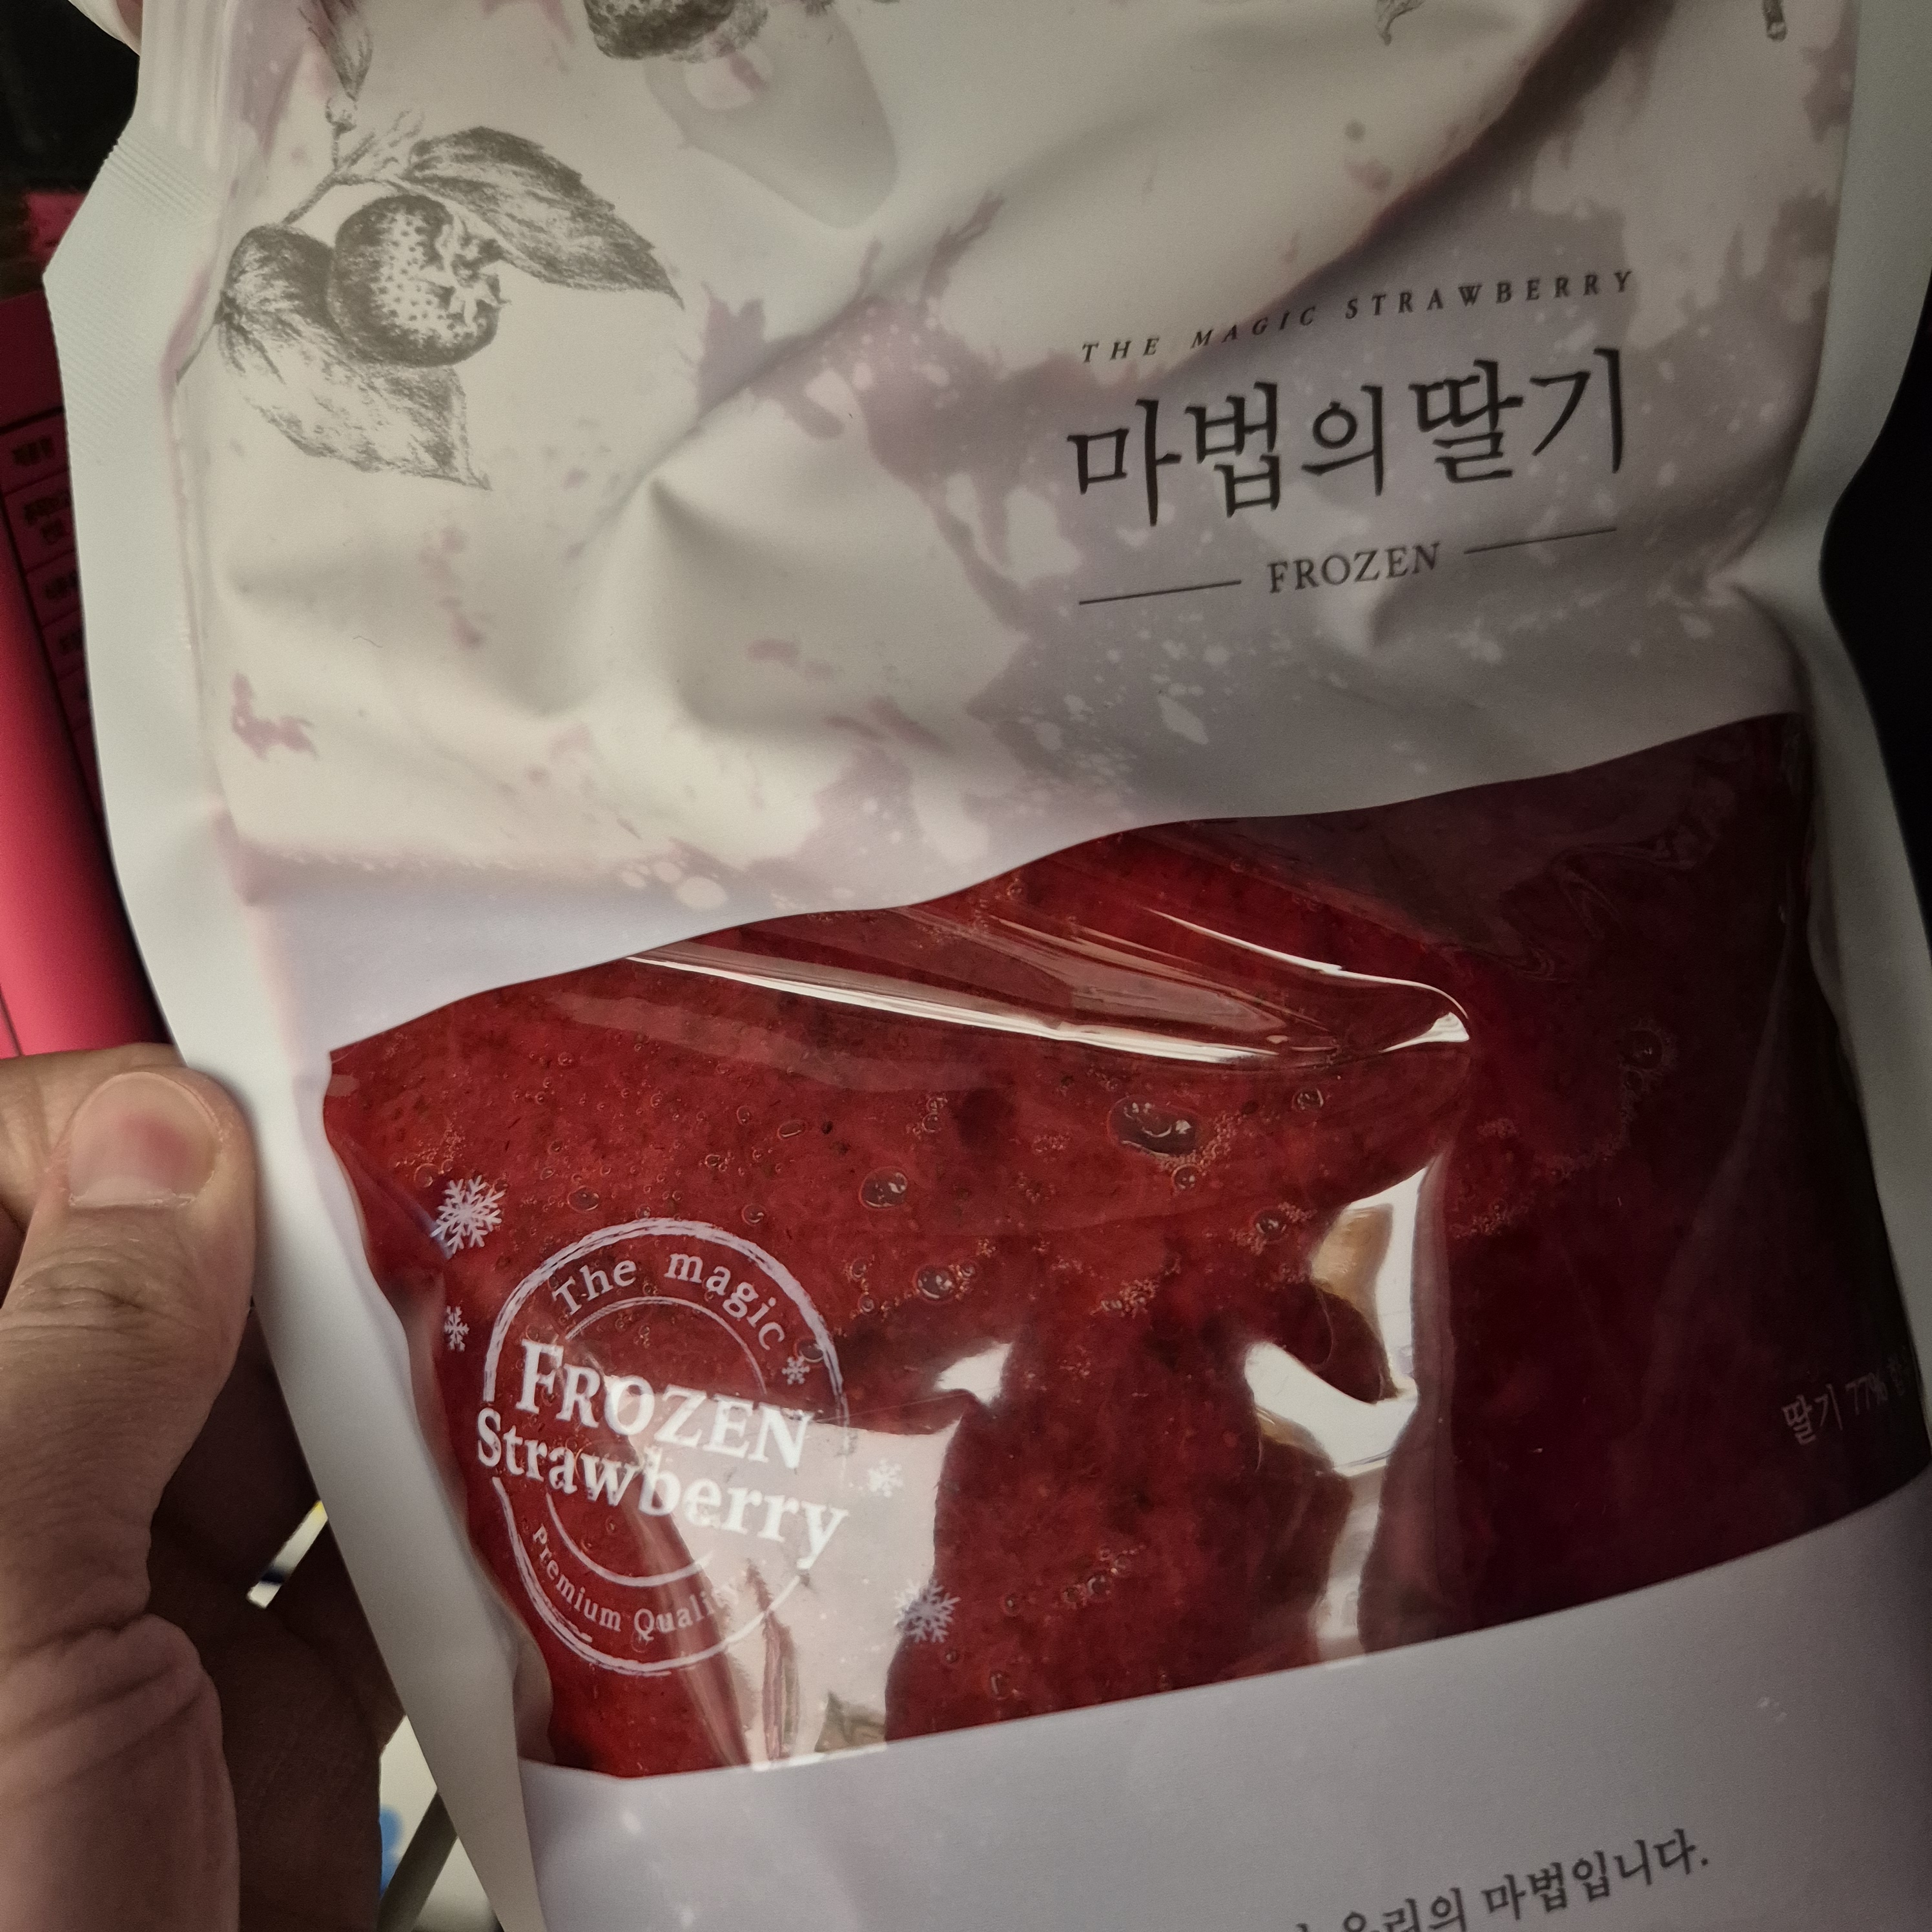 THE MAGIC STRAWBERRY
마법의딸기
FROZEN
The magic
FROZEN
Strawberry
Premium Quality
딸기 77%
우리의 마법입니다.